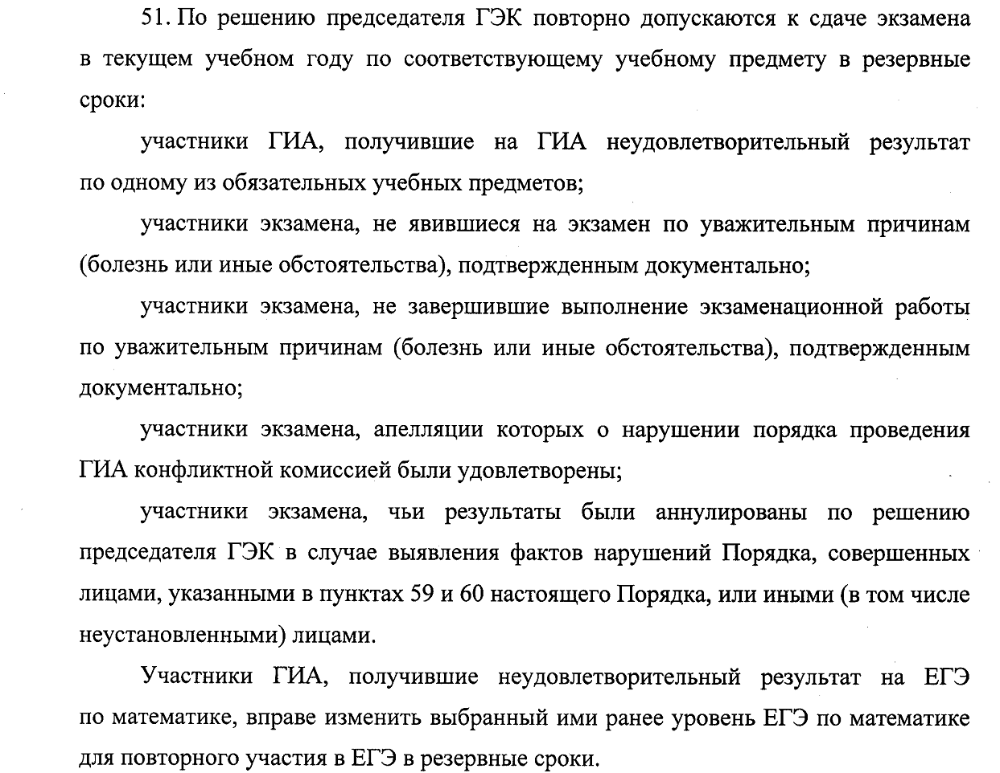 51. По решению председателя ГЭК повторно допускаются к сдаче экзамена
в текущем учебном году по соответствующему учебному предмету в резервные
сроки:
участники ГИА, получившие на ГИА неудовлетворительный результат
по одному из обязательных учебных предметов;
участники экзамена, не явившиеся на экзамен по уважительным причинам
(болезнь или иные обстоятельства), подтвержденным документально;
участники экзамена, не завершившие выполнение экзаменационной работы
по уважительным причинам (болезнь или иные обстоятельства), подтвержденным
документально;
участники экзамена, апелляции которых о нарушении порядка проведения
ГИА конфликтной комиссией были удовлетворены;
участники экзамена, чьи результаты были аннулированы по решению
председателя ГЭК в случае выявления фактов нарушений Порядка, совершенных
лицами, указанными в пунктах 59 и 60 настоящего Порядка, или иными (в том числе
неустановленными) лицами.
Участники ГИА, получившие неудовлетворительный результат на ЕГЭ
по математике, вправе изменить выбранный ими ранее уровень ЕГЭ по математике
для повторного участия в ЕГЭ в резервные сроки.